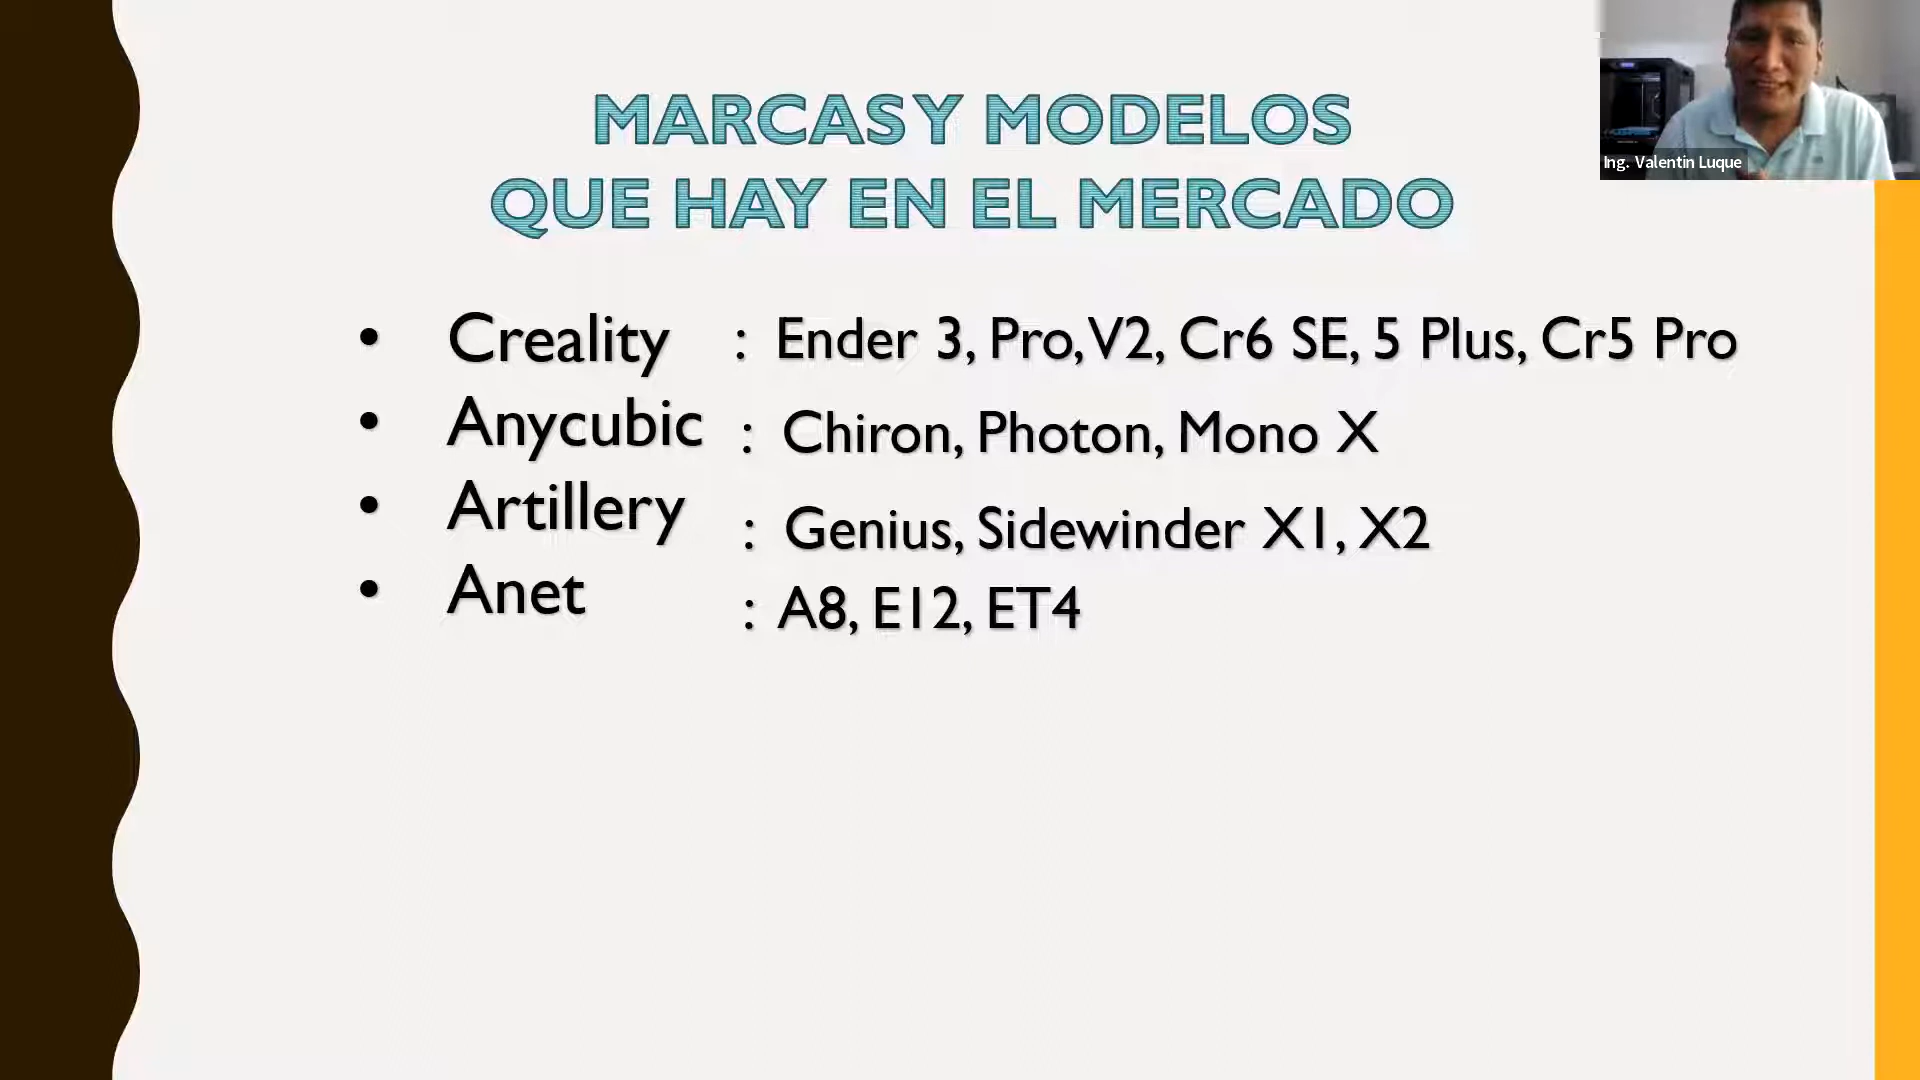 MARCAS Y MODELOS
QUE HAY EN EL MERCADO
Ing. Valentin Luque
• Creality : Ender 3, Pro, V2, Cr6 SE, 5 Plus, Cr5 Pro
• Anycubic : Chiron, Photon, Mono X
• Artillery : Genius, Sidewinder X1, X2
• Anet : A8, E12, ET4